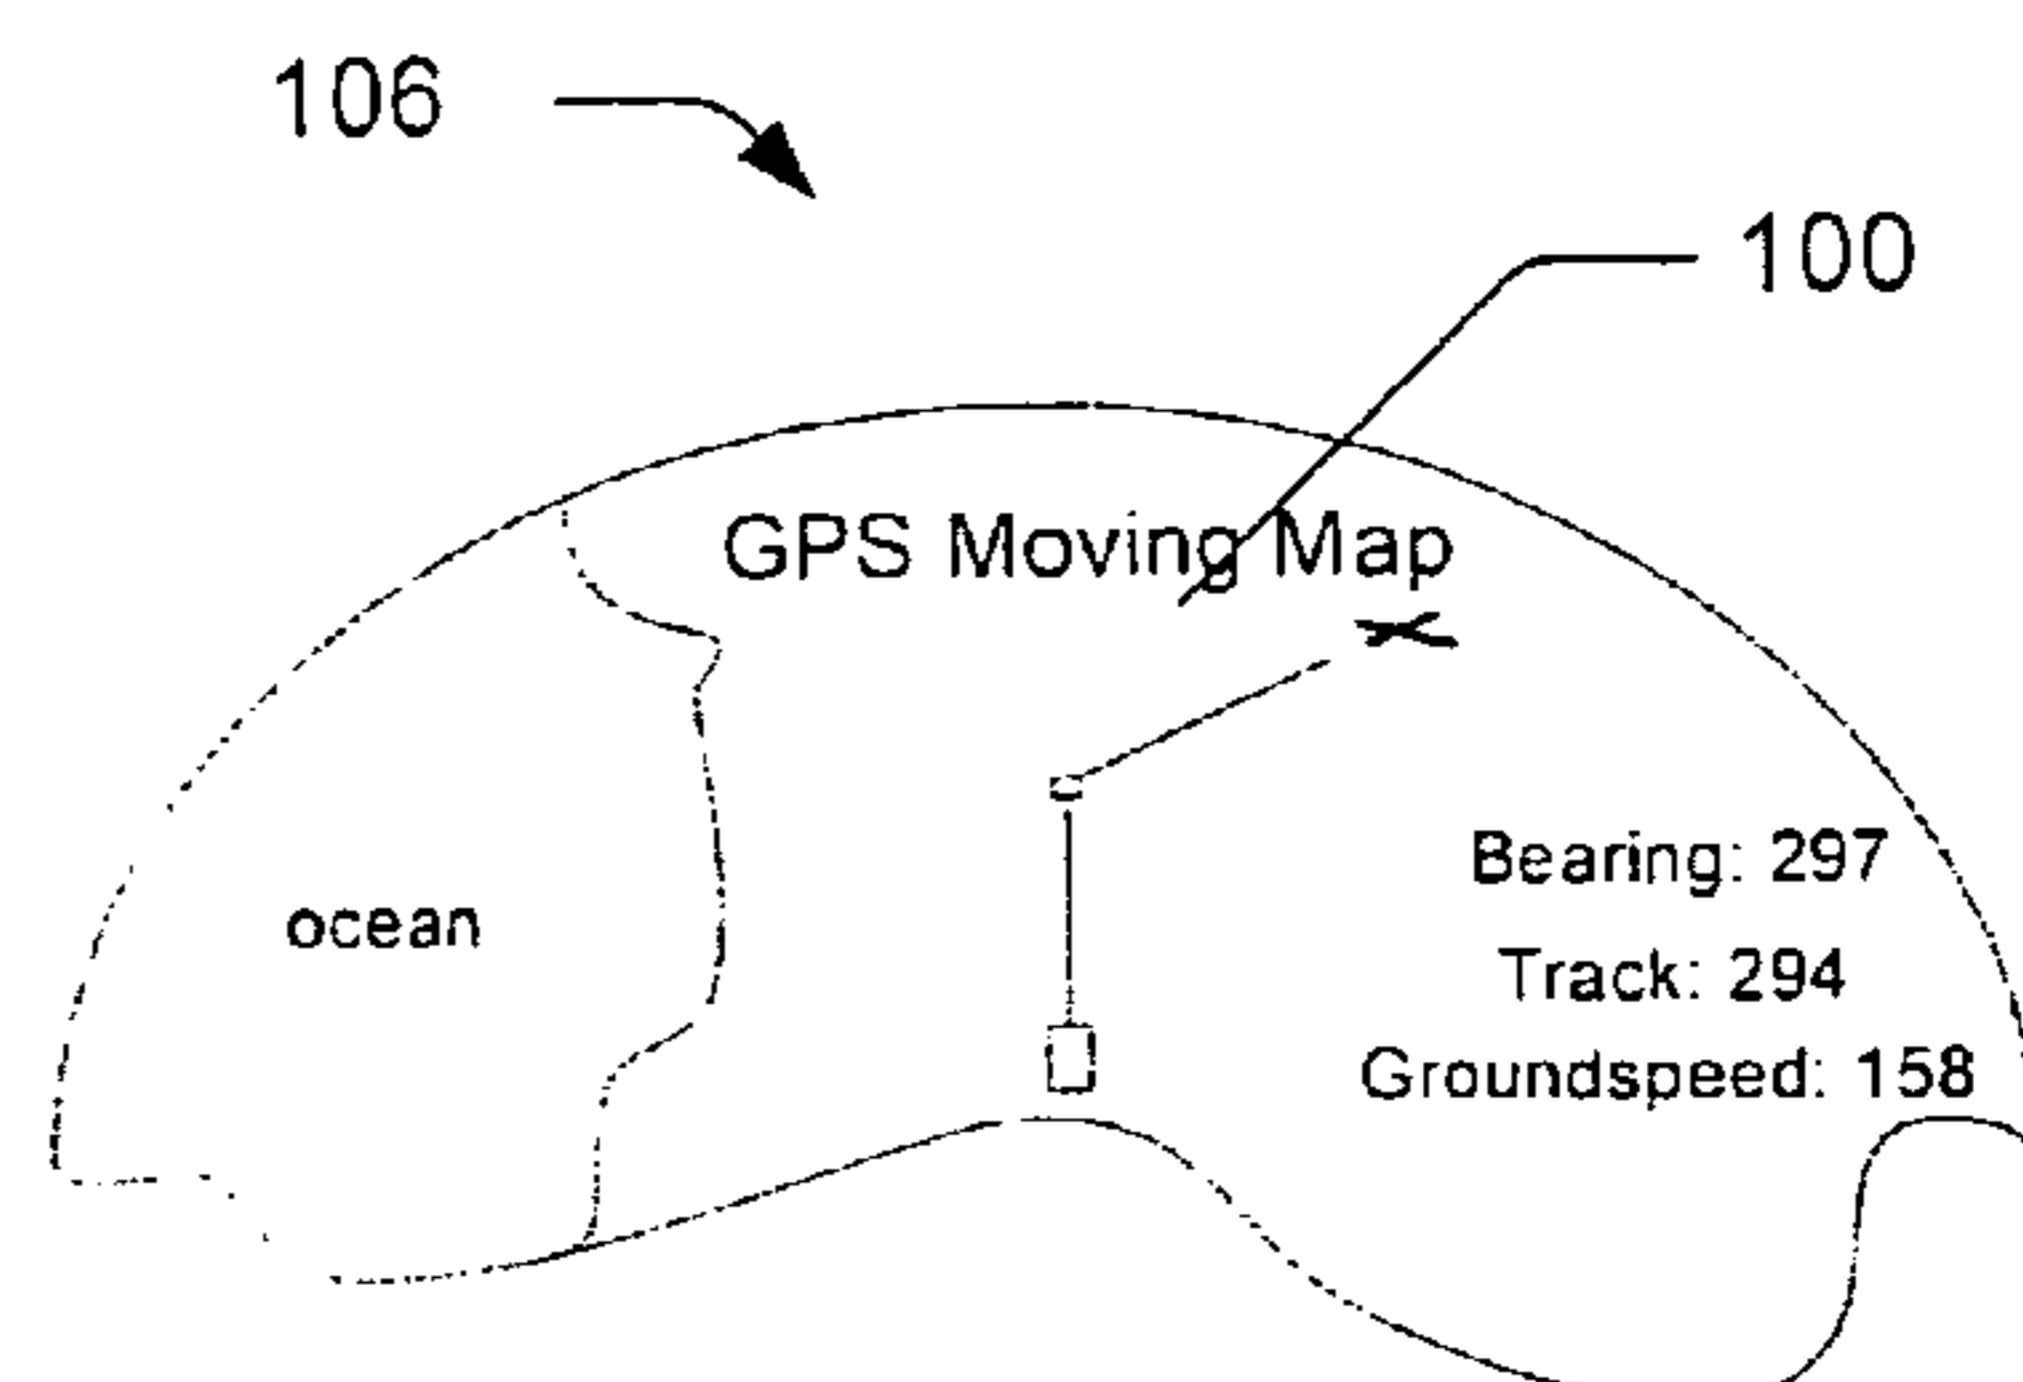 106
100
GPS Moving Map
ocean
Bearing: 297
Track: 294
Groundspeed: 158